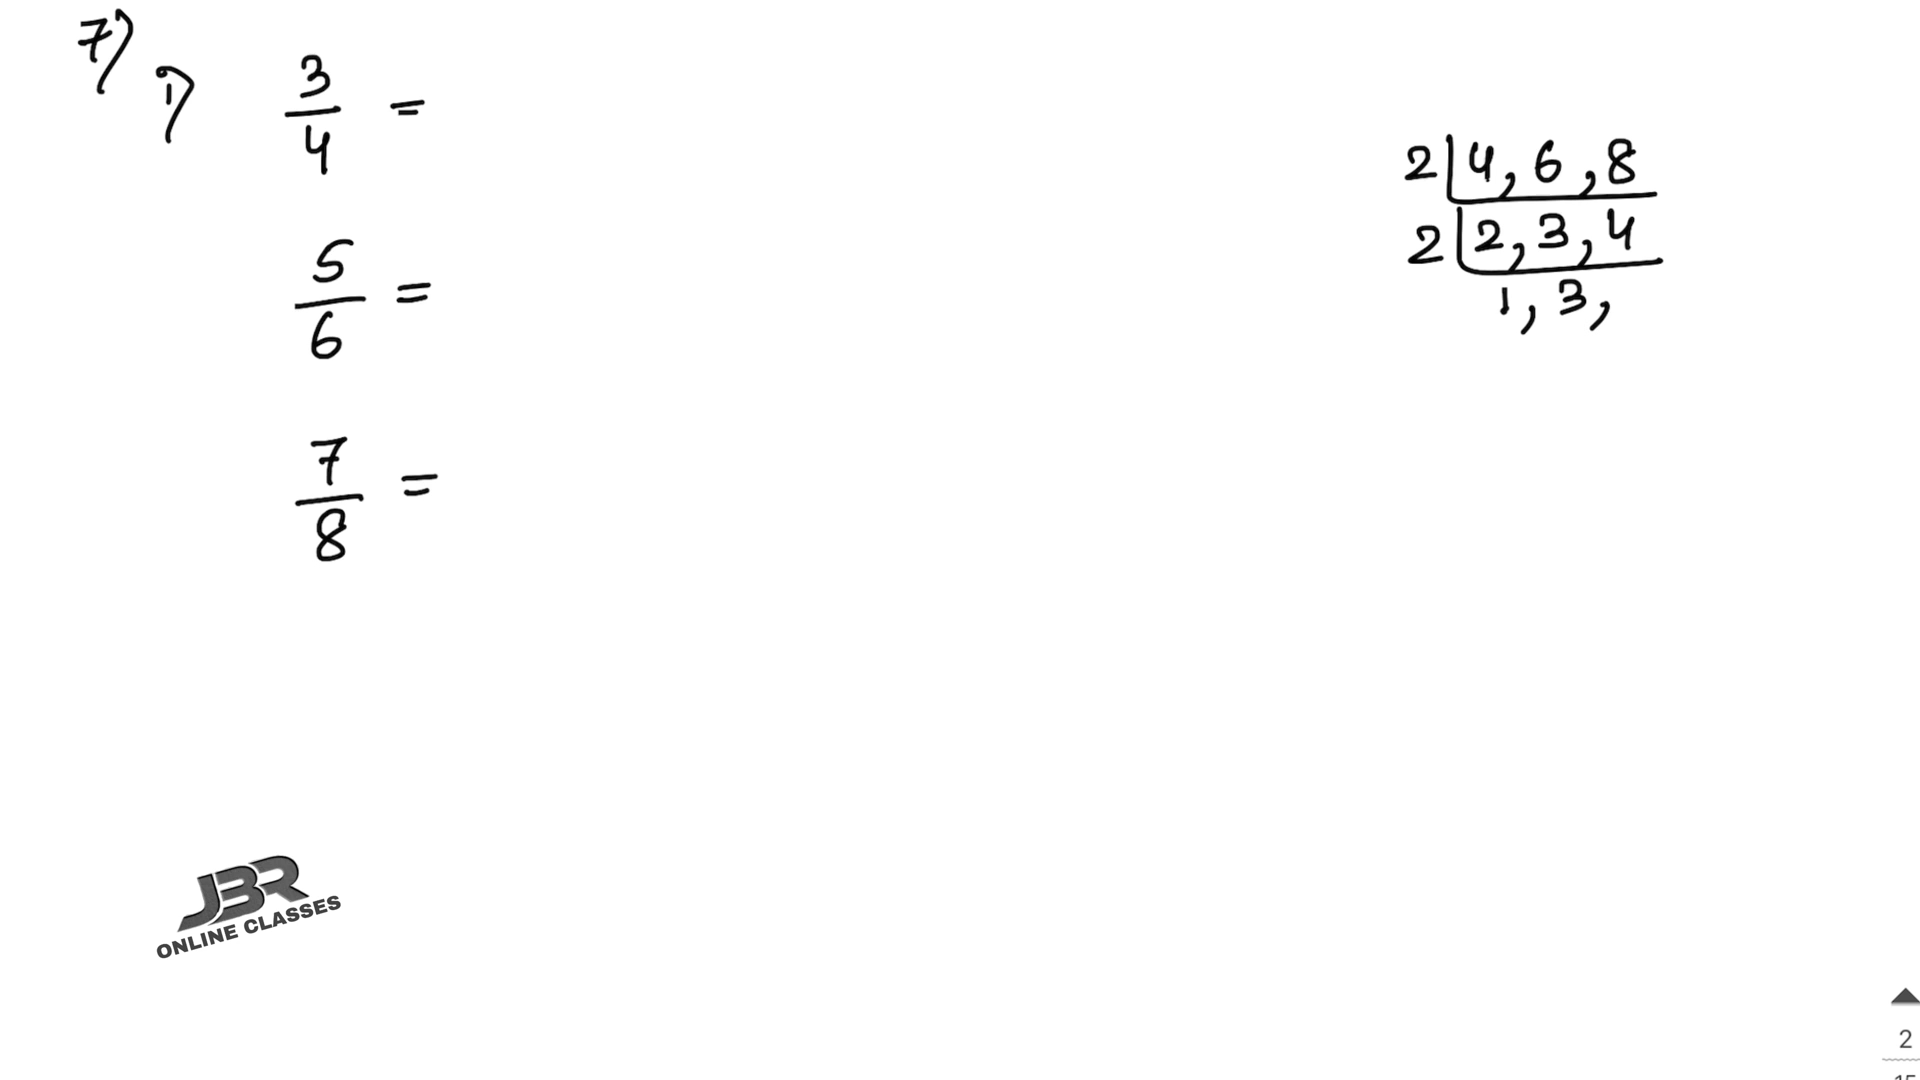 7)
i) 3/4 =
5/6 =
7/8 =
2 | 4, 6, 8
2 | 2, 3, 4
1, 3,
JBR
ONLINE CLASSES
2